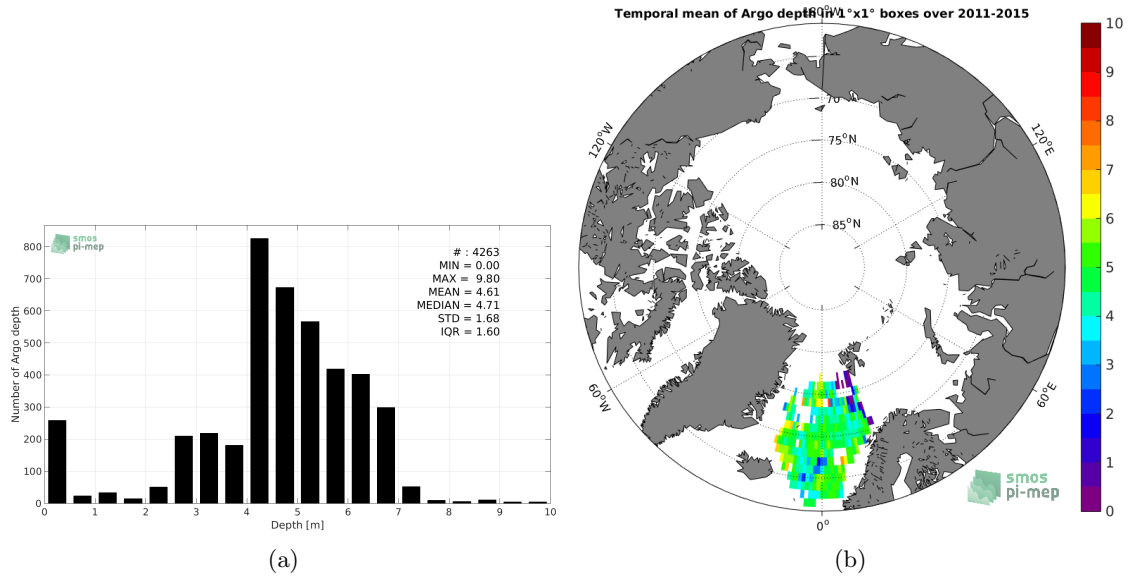 smos
pi-mep
# : 4263
MIN = 0.00
MAX = 9.80
MEAN = 4.61
MEDIAN = 4.71
STD = 1.68
IQR = 1.60
Number of Argo depth
800
700
600
500
400
300
200
100
0
0 1 2 3 4 5 6 7 8 9 10
Depth [m]
(a)
Temporal mean of Argo depth in 1°x1° boxes over 2011-2015
180°W
120°W
120°E
70°N
75°N
80°N
85°N
60°W
60°E
0°
smos
pi-mep
10
9
8
7
6
5
4
3
2
1
0
(b)